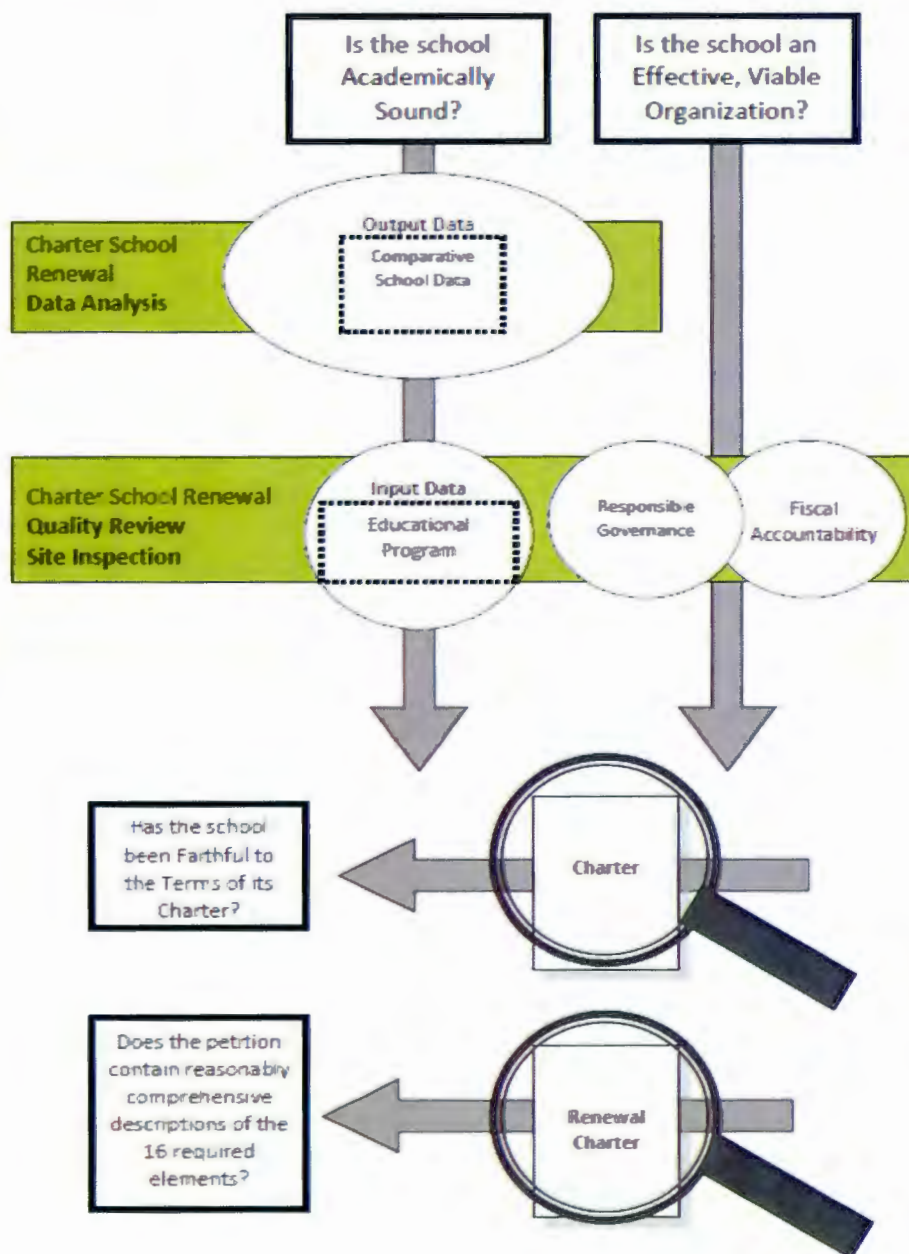 Is the school
Academically
Sound?
Is the school an
Effective, Viable
Organization?
Charter School
Renewal
Data Analysis
Output Data
Comparative
School Data
Charter School Renewal
Quality Review
Site Inspection
Input Data
Educational
Program
Responsible
Governance
Fiscal
Accountability
Has the school
been Faithful to
the Terms of its
Charter?
Charter
Does the petition
contain reasonably
comprehensive
descriptions of the
16 required
elements?
Renewal
Charter